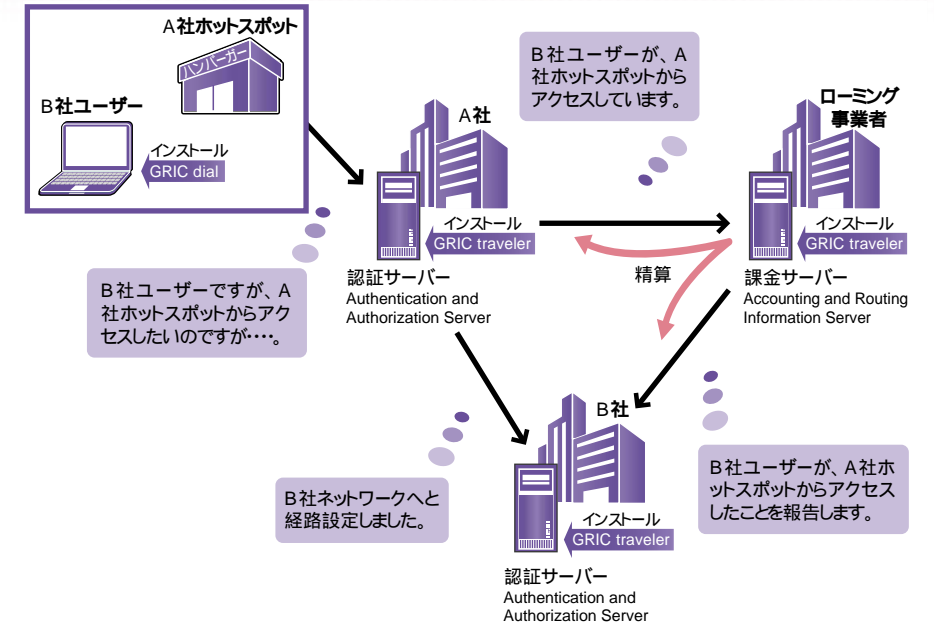 A社ホットスポット
ハンバーガー
B社ユーザー
インストール
GRIC dial
B社ユーザーが、A
社ホットスポットから
アクセスしています。
A社
ローミング
事業者
インストール
GRIC traveler
インストール
GRIC traveler
精算
認証サーバー
Authentication and
Authorization Server
課金サーバー
Accounting and Routing
Information Server
B社ユーザーですが、A
社ホットスポットからアク
セスしたいのですが‥‥。
B社
B社ネットワークへと
経路設定しました。
B社ユーザーが、A社ホ
ットスポットからアクセス
したことを報告します。
インストール
GRIC traveler
認証サーバー
Authentication and
Authorization Server